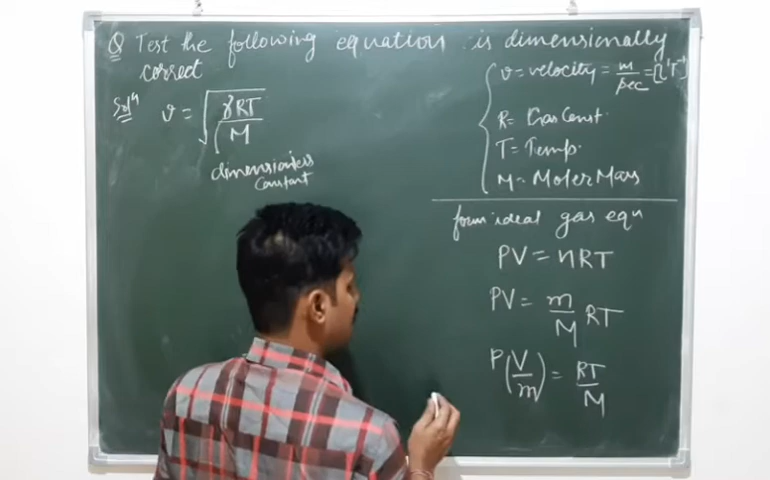 Q Test the following equation is dimensionally
correct
Solⁿ v = √(γRT/M)
dimensionless
Constant
v = velocity = m/sec = [L¹T⁻¹]
R = Gas Const.
T = Temp.
M = Moler Mass
from ideal gas eqn
PV = nRT
PV = m/M RT
P(V/m) = RT/M